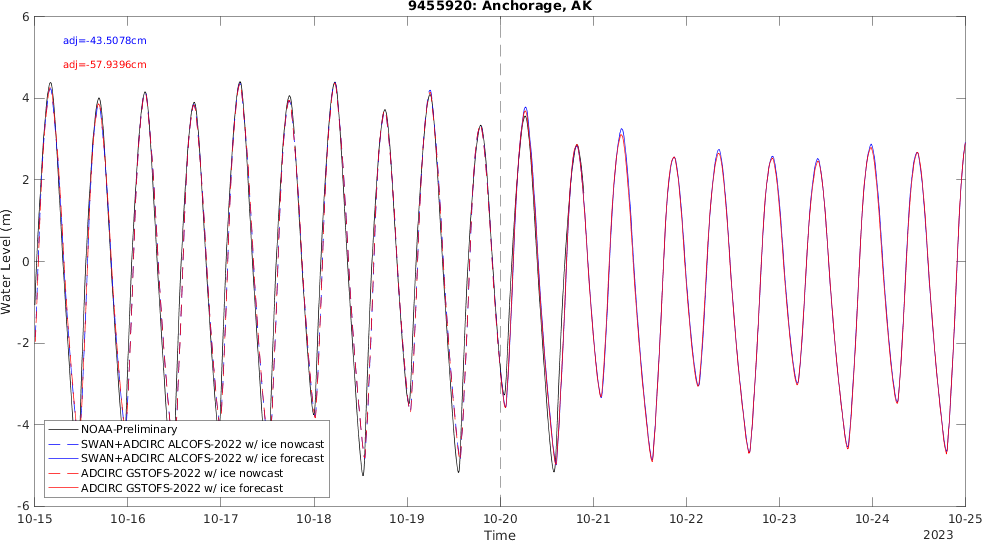 9455920: Anchorage, AK
adj=-43.5078cm
adj=-57.9396cm
6
4
2
0
-2
-4
-6
Water Level (m)
NOAA-Preliminary
SWAN+ADCIRC ALCOFS-2022 w/ ice nowcast
SWAN+ADCIRC ALCOFS-2022 w/ ice forecast
ADCIRC GSTOFS-2022 w/ ice nowcast
ADCIRC GSTOFS-2022 w/ ice forecast
10-15 10-16 10-17 10-18 10-19 10-20 10-21 10-22 10-23 10-24 10-25
Time
2023